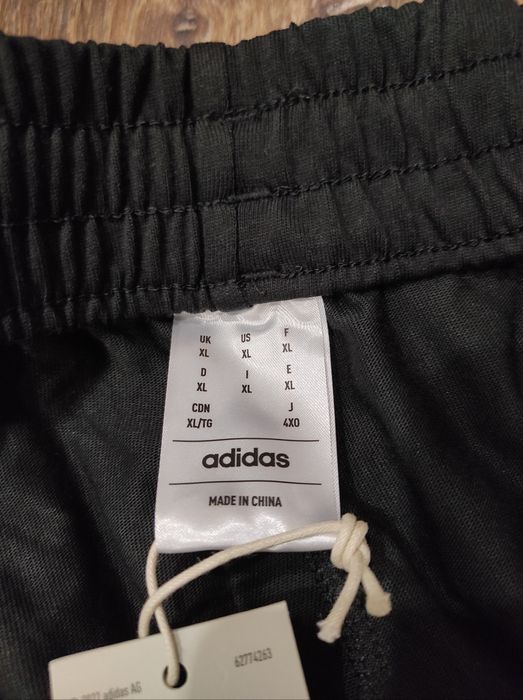 UK US F
XL XL XL
D I E
XL XL XL
CDN J
XL/TG 4XO
adidas
MADE IN CHINA
62774263
adidas AG